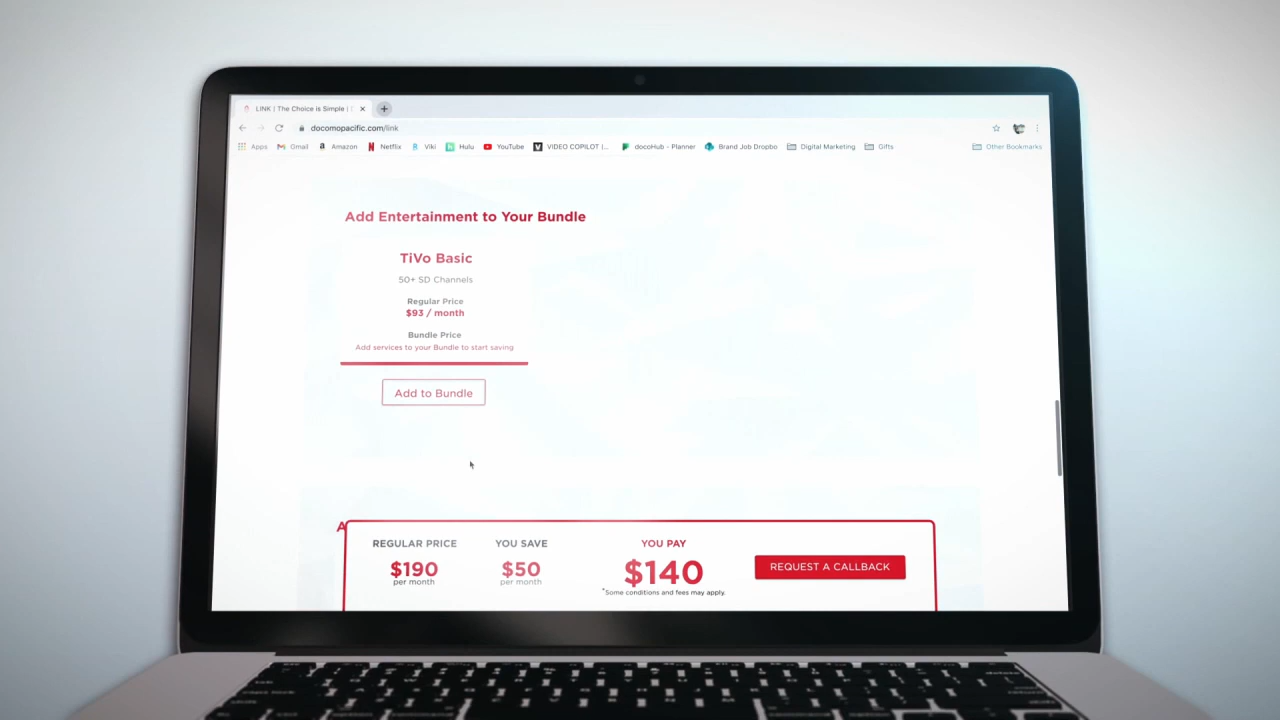 LINK | The Choice is Simple |
docomopacific.com/link
Apps Gmail Amazon Netflix Viki Hulu YouTube VIDEO COPILOT |... docoHub - Planner Brand Job Dropbo Digital Marketing Gifts Other Bookmarks
Add Entertainment to Your Bundle
TiVo Basic
50+ SD Channels
Regular Price
$93 / month
Bundle Price
Add services to your Bundle to start saving
Add to Bundle
A
REGULAR PRICE YOU SAVE YOU PAY
$190 $50 $140 REQUEST A CALLBACK
per month per month
*Some conditions and fees may apply.